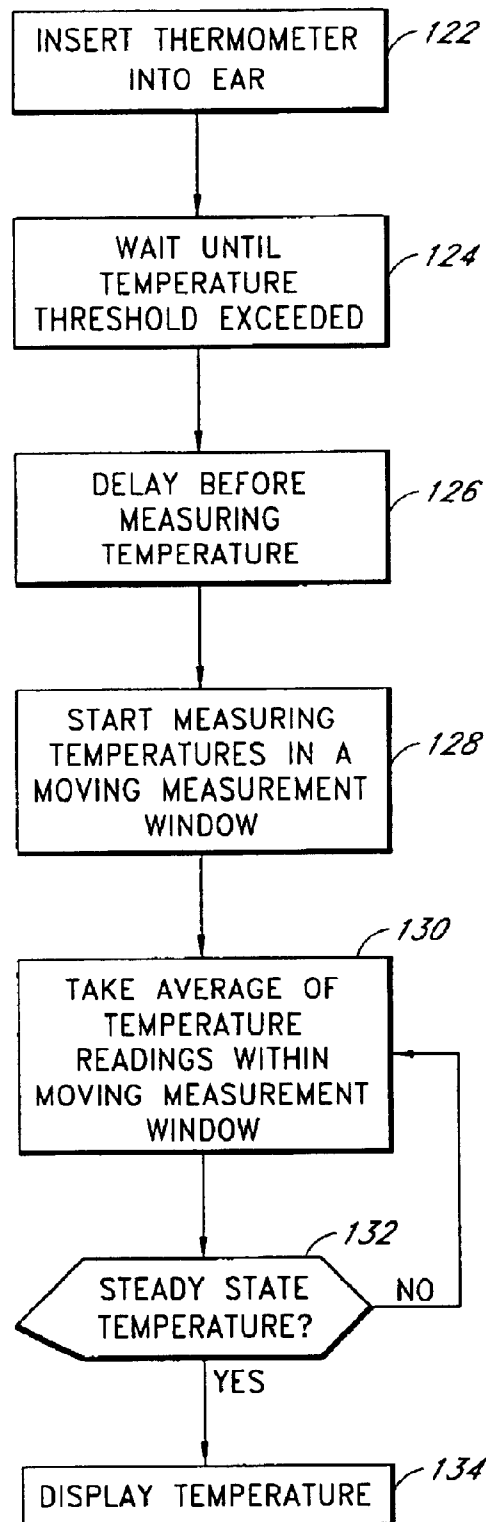 INSERT THERMOMETER
INTO EAR
122
WAIT UNTIL
TEMPERATURE
THRESHOLD EXCEEDED
124
DELAY BEFORE
MEASURING
TEMPERATURE
126
START MEASURING
TEMPERATURES IN A
MOVING MEASUREMENT
WINDOW
128
130
TAKE AVERAGE OF
TEMPERATURE
READINGS WITHIN
MOVING MEASUREMENT
WINDOW
132
STEADY STATE
TEMPERATURE?
NO
YES
DISPLAY TEMPERATURE
134